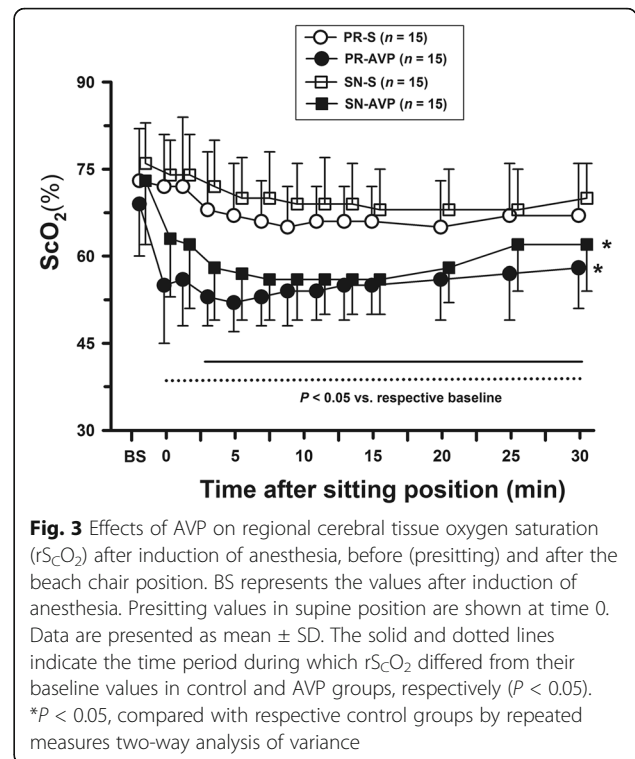 PR-S (n = 15)
PR-AVP (n = 15)
SN-S (n = 15)
SN-AVP (n = 15)
90
75
60
45
30
ScO2(%)
*
*
P < 0.05 vs. respective baseline
BS 0 5 10 15 20 25 30
Time after sitting position (min)
Fig. 3 Effects of AVP on regional cerebral tissue oxygen saturation
(rSCO2) after induction of anesthesia, before (presitting) and after the
beach chair position. BS represents the values after induction of
anesthesia. Presitting values in supine position are shown at time 0.
Data are presented as mean ± SD. The solid and dotted lines
indicate the time period during which rSCO2 differed from their
baseline values in control and AVP groups, respectively (P < 0.05).
*P < 0.05, compared with respective control groups by repeated
measures two-way analysis of variance